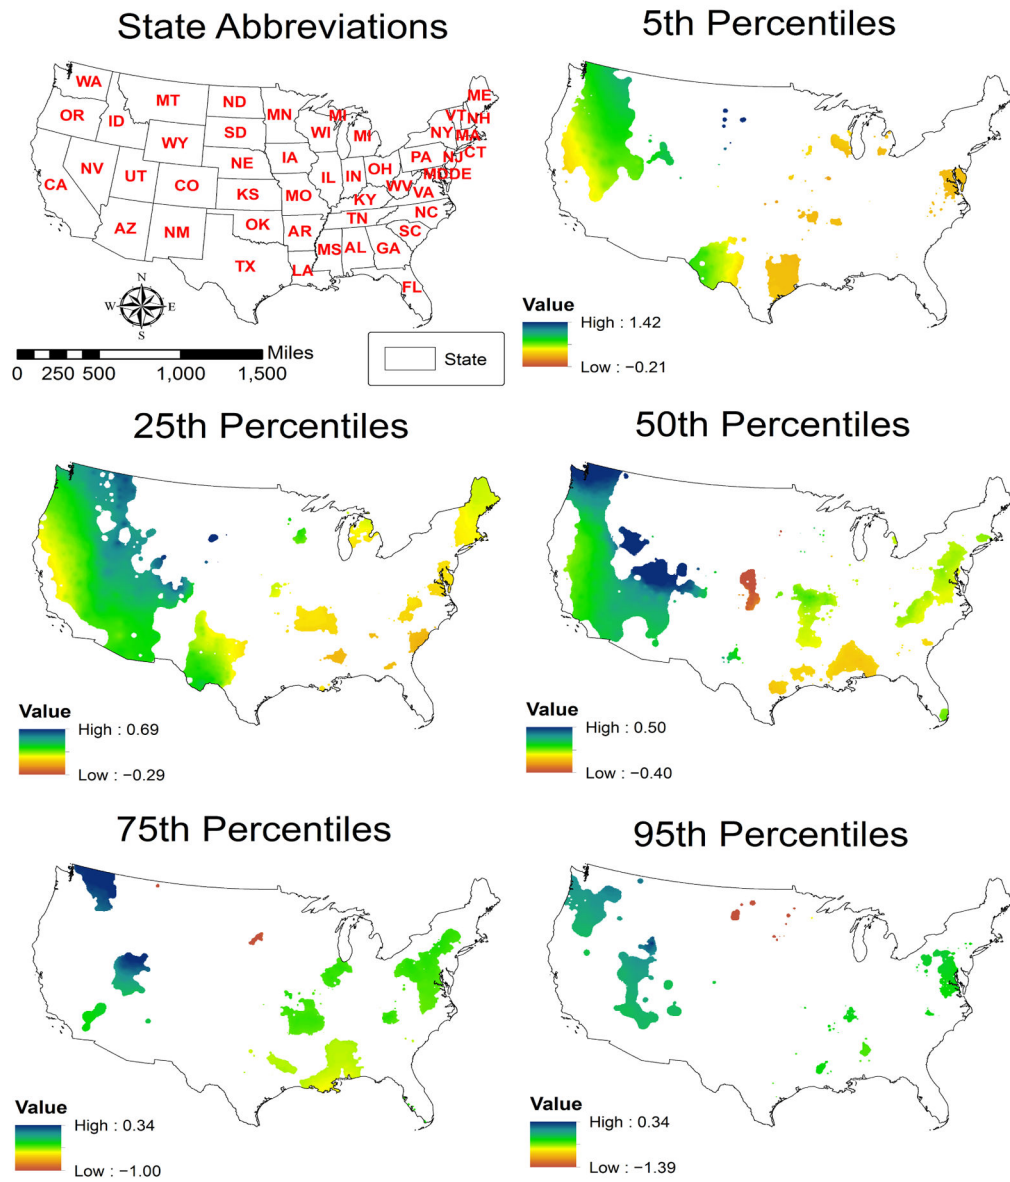 State Abbreviations
WA
MT
ND
MN
MI
ME
VT
NH
OR
ID
SD
WI
MI
NY
MA
WY
CT
NE
IA
PA
NJ
NV
UT
IL
IN
OH
MD
DE
CA
CO
KS
MO
WV
VA
KY
AZ
NM
OK
AR
TN
NC
SC
MS
AL
GA
TX
LA
FL
N
W
E
S
Miles
0 250 500 1,000 1,500
State
5th Percentiles
Value
High : 1.42
Low : −0.21
25th Percentiles
Value
High : 0.69
Low : −0.29
50th Percentiles
Value
High : 0.50
Low : −0.40
75th Percentiles
Value
High : 0.34
Low : −1.00
95th Percentiles
Value
High : 0.34
Low : −1.39